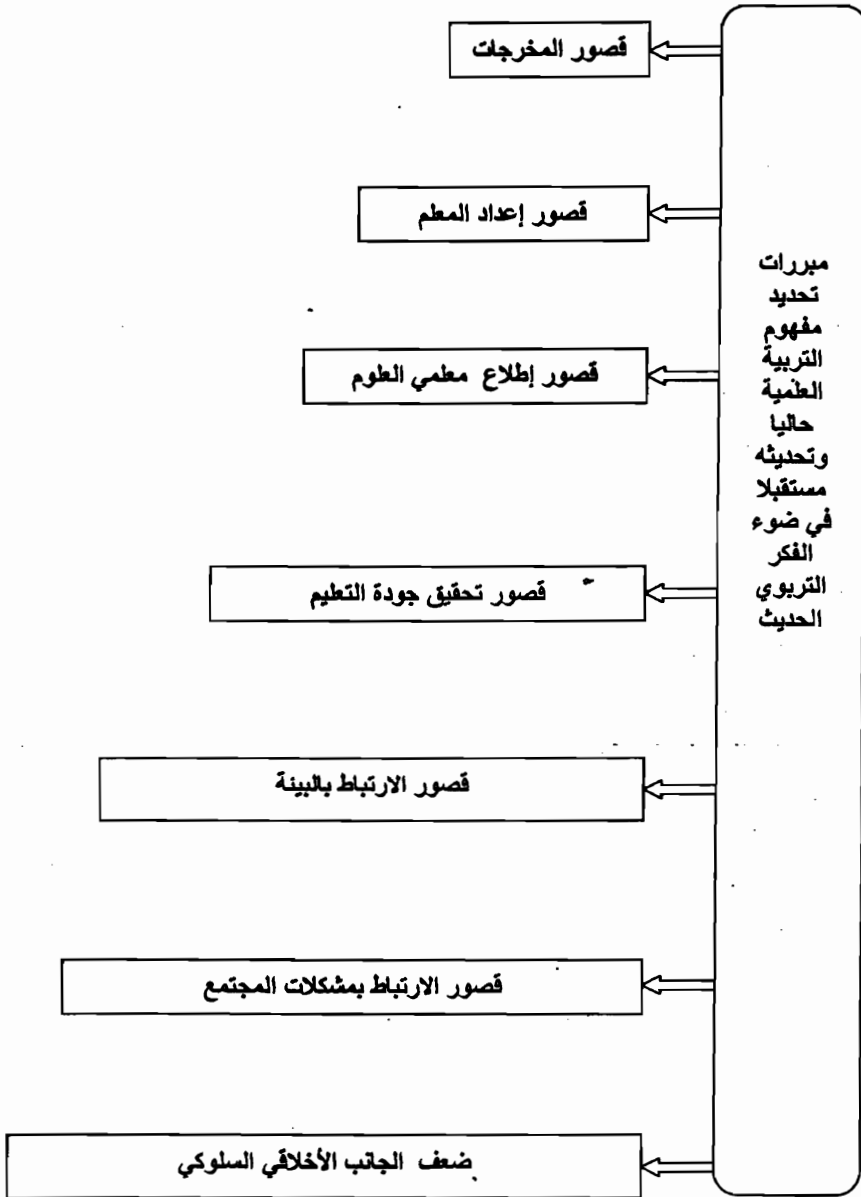 مبررات
تحديد
مفهوم
التربية
العلمية
حاليا
وتحديثه
مستقبلا
في ضوء
الفكر
التربوي
الحديث
قصور المخرجات
قصور إعداد المعلم
قصور إطلاع معلمي العلوم
قصور تحقيق جودة التعليم
قصور الارتباط بالبيئة
قصور الارتباط بمشكلات المجتمع
ضعف الجانب الأخلاقي السلوكي